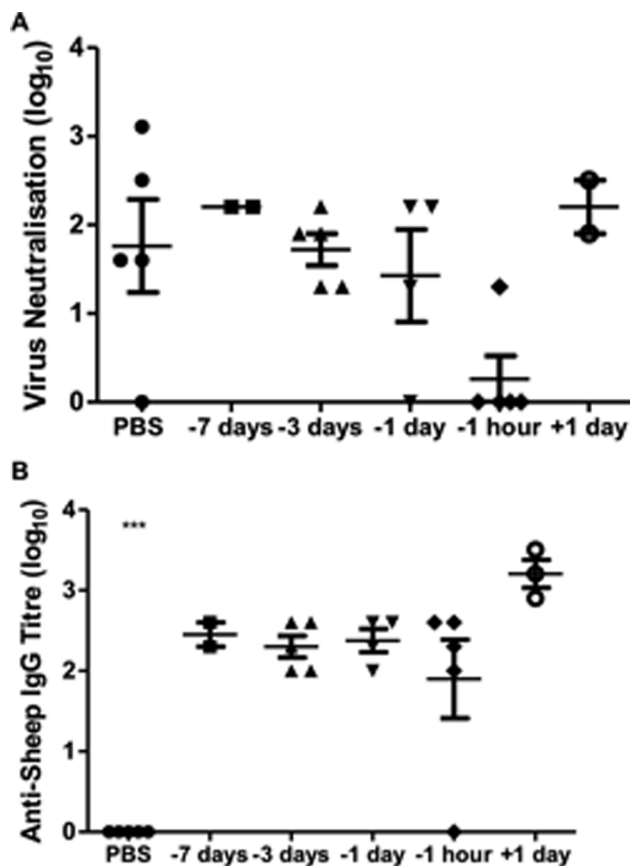 A
Virus Neutralisation (log10)
4
3
2
1
0
PBS -7 days -3 days -1 day -1 hour +1 day
B
Anti-Sheep IgG Titre (log10)
4
***
3
2
1
0
PBS -7 days -3 days -1 day -1 hour +1 day